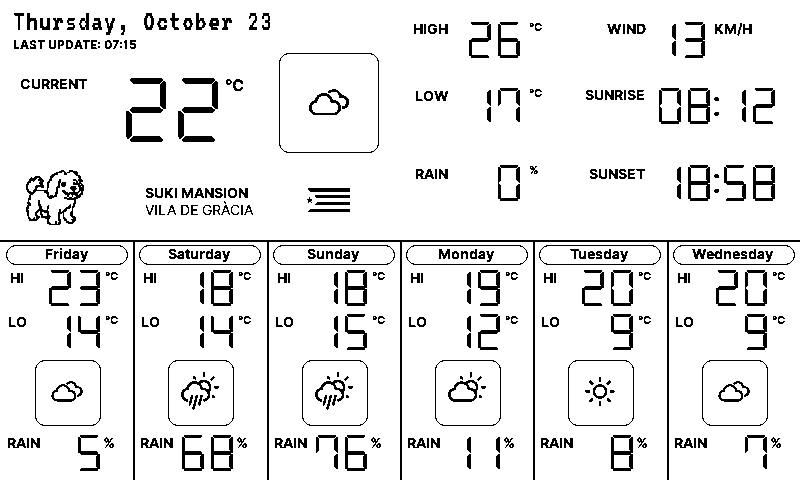 Thursday, October 23
LAST UPDATE: 07:15
CURRENT 22 °C
SUKI MANSION
VILA DE GRÀCIA
HIGH 26 °C WIND 13 KM/H
LOW 17 °C SUNRISE 08:12
RAIN 0 % SUNSET 18:58
Friday
HI 23 °C
LO 14 °C
RAIN 5 %
Saturday
HI 18 °C
LO 14 °C
RAIN 68 %
Sunday
HI 18 °C
LO 15 °C
RAIN 76 %
Monday
HI 19 °C
LO 12 °C
RAIN 11 %
Tuesday
HI 20 °C
LO 9 °C
RAIN 8 %
Wednesday
HI 20 °C
LO 9 °C
RAIN 7 %